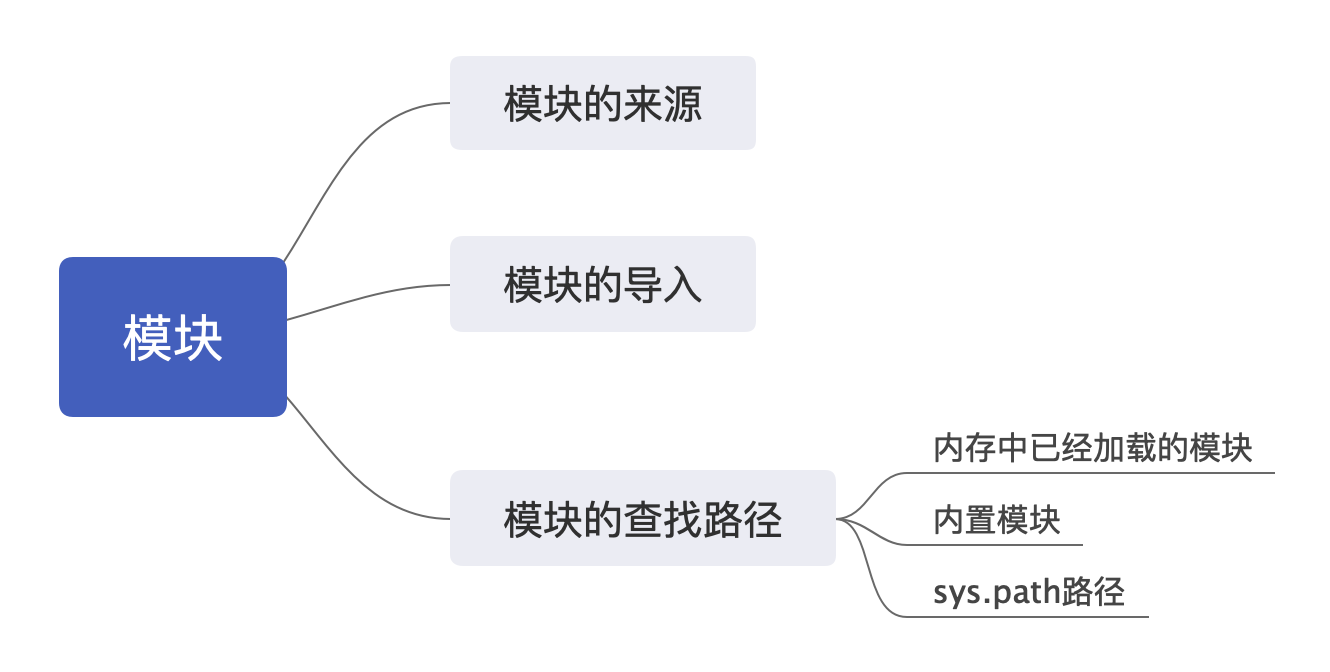 模块
模块的来源
模块的导入
模块的查找路径
内存中已经加载的模块
内置模块
sys.path路径